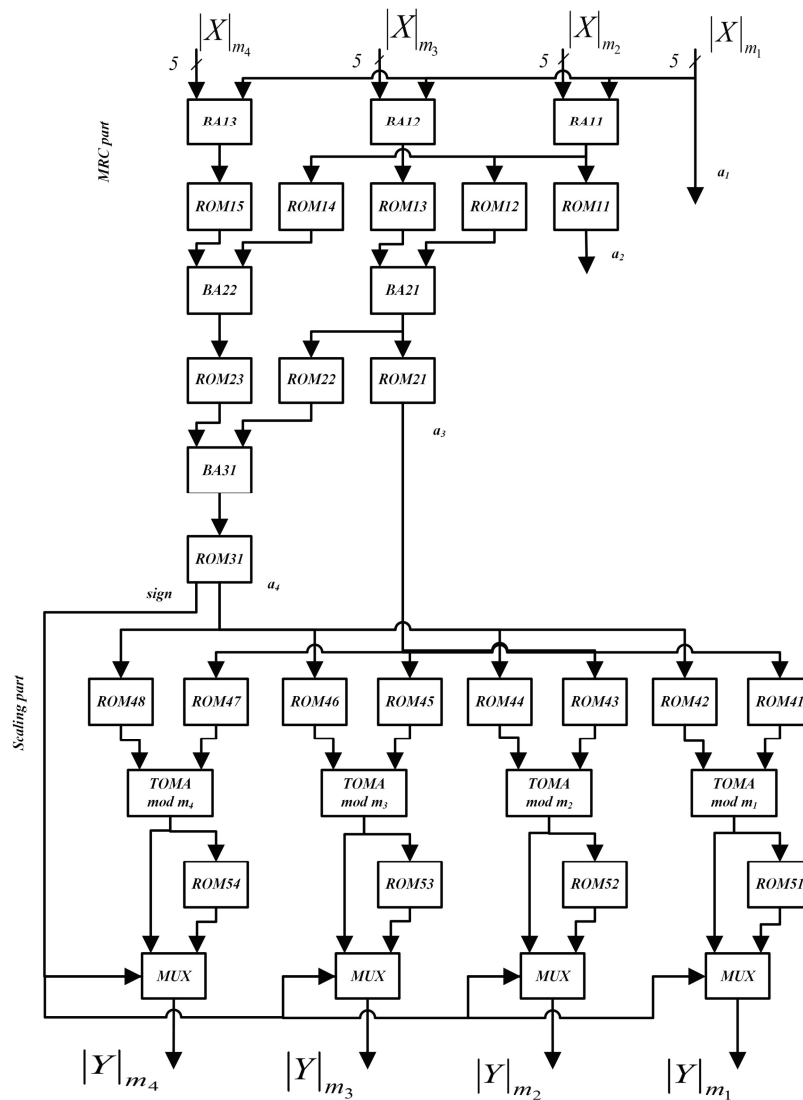 |X|m4 |X|m3 |X|m2 |X|m1
5 5 5 5
BA13 BA12 BA11
MRC part
a1
ROM15 ROM14 ROM13 ROM12 ROM11
a2
BA22 BA21
ROM23 ROM22 ROM21
a3
BA31
ROM31
sign a4
Scaling part
ROM48 ROM47 ROM46 ROM45 ROM44 ROM43 ROM42 ROM41
TOMA TOMA TOMA TOMA
mod m4 mod m3 mod m2 mod m1
ROM54 ROM53 ROM52 ROM51
MUX MUX MUX MUX
|Y|m4 |Y|m3 |Y|m2 |Y|m1